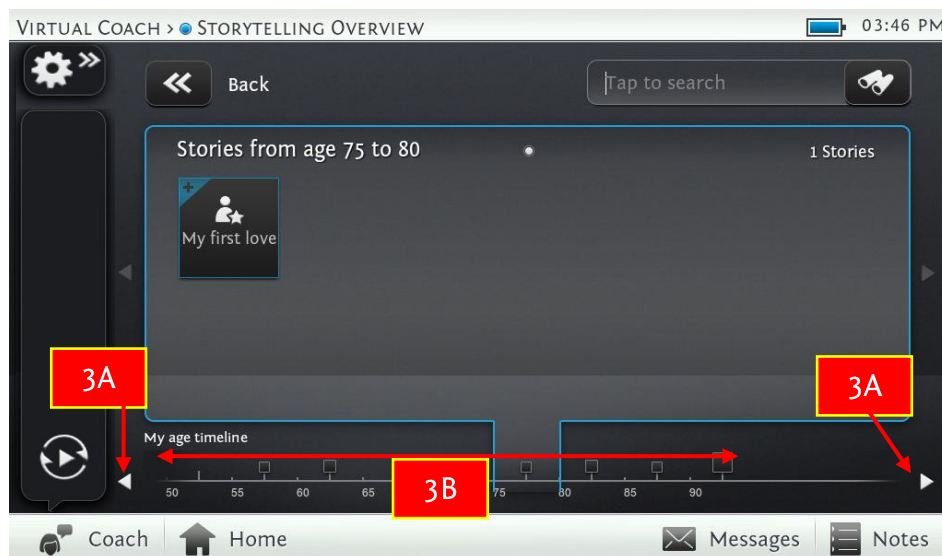 VIRTUAL COACH > STORYTELLING OVERVIEW
03:46 PM
Back
Tap to search
Stories from age 75 to 80
1 Stories
My first love
3A
3A
My age timeline
3B
50 55 60 65 75 80 85 90
Coach
Home
Messages
Notes